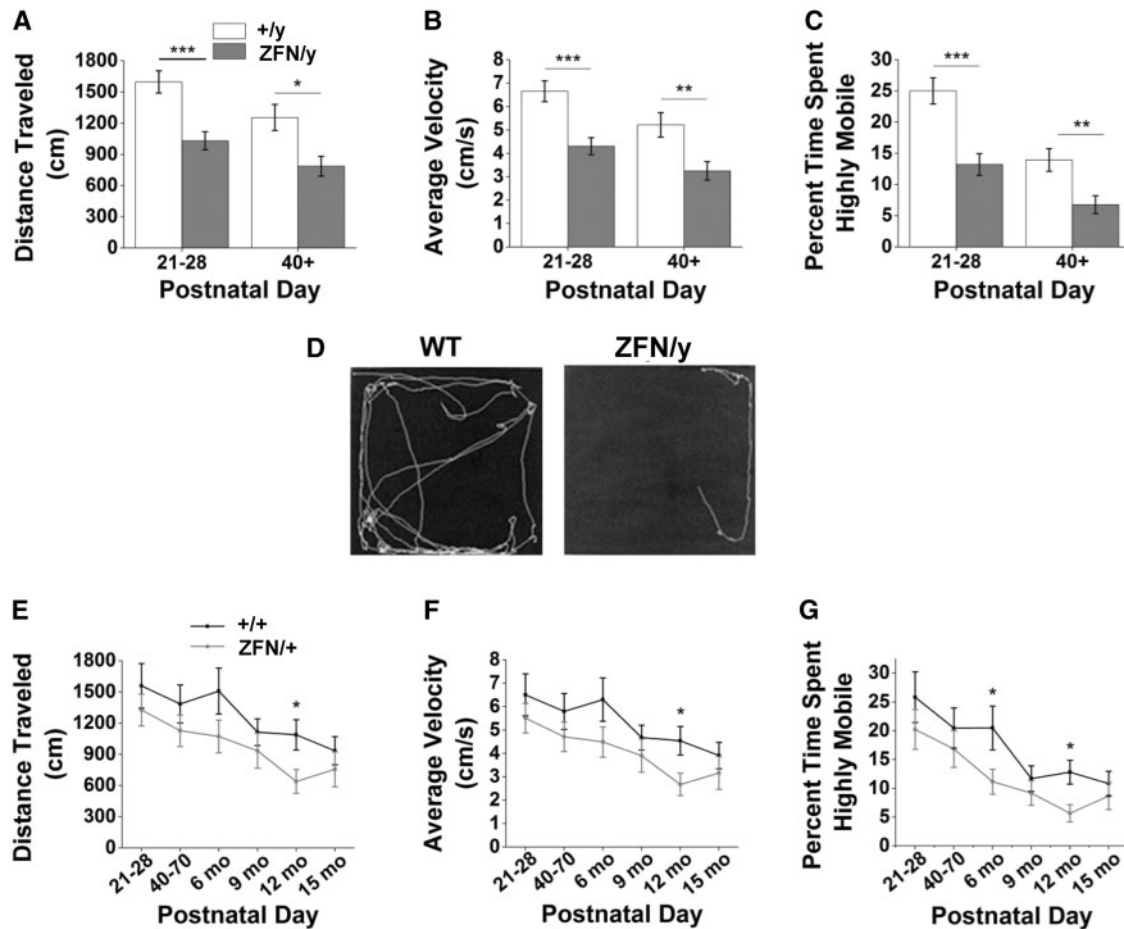 A
+/y
ZFN/y
Distance Traveled
(cm)
1800
1500
1200
900
600
300
0
***
*
21-28
40+
Postnatal Day
B
Average Velocity
(cm/s)
8
7
6
5
4
3
2
1
0
***
**
21-28
40+
Postnatal Day
C
Percent Time Spent
Highly Mobile
30
25
20
15
10
5
0
***
**
21-28
40+
Postnatal Day
D
WT
ZFN/y
E
+/+
ZFN/+
Distance Traveled
(cm)
1800
1500
1200
900
600
300
0
*
21-28
40-70
6 mo
9 mo
12 mo
15 mo
Postnatal Day
F
Average Velocity
(cm/s)
8
7
6
5
4
3
2
1
0
*
21-28
40-70
6 mo
9 mo
12 mo
15 mo
Postnatal Day
G
Percent Time Spent
Highly Mobile
30
25
20
15
10
5
0
*
*
21-28
40-70
6 mo
9 mo
12 mo
15 mo
Postnatal Day